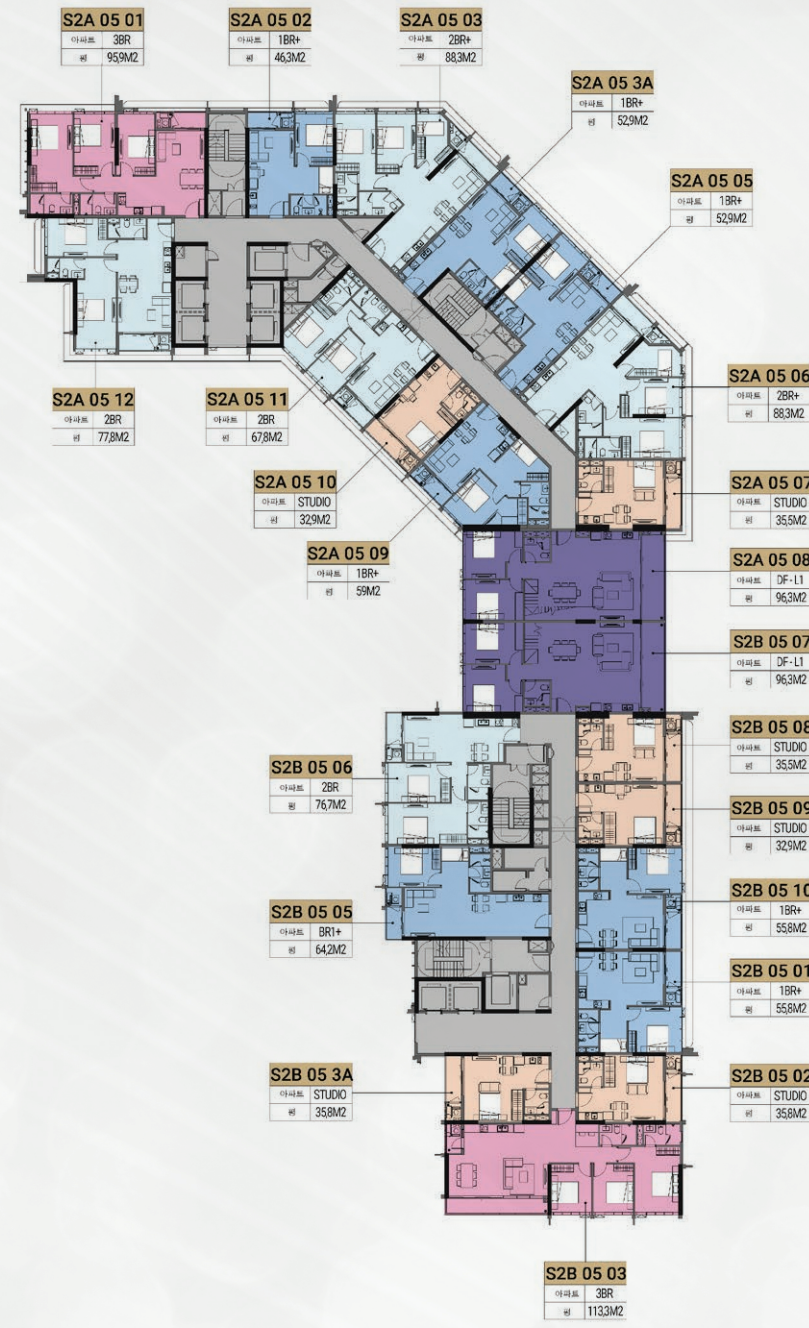 S2A 05 01
아파트 3BR
평 95,9M2
S2A 05 02
아파트 1BR+
평 46,3M2
S2A 05 03
아파트 2BR+
평 88,3M2
S2A 05 3A
아파트 1BR+
평 52,9M2
S2A 05 05
아파트 1BR+
평 52,9M2
S2A 05 12
아파트 2BR
평 77,8M2
S2A 05 11
아파트 2BR
평 67,8M2
S2A 05 06
아파트 2BR+
평 88,3M2
S2A 05 10
아파트 STUDIO
평 32,9M2
S2A 05 07
아파트 STUDIO
평 35,5M2
S2A 05 09
아파트 1BR+
평 59M2
S2A 05 08
아파트 DF-L1
평 96,3M2
S2B 05 07
아파트 DF-L1
평 96,3M2
S2B 05 08
아파트 STUDIO
평 35,5M2
S2B 05 06
아파트 2BR
평 76,7M2
S2B 05 09
아파트 STUDIO
평 32,9M2
S2B 05 10
아파트 1BR+
평 55,8M2
S2B 05 05
아파트 BR1+
평 64,2M2
S2B 05 01
아파트 1BR+
평 55,8M2
S2B 05 3A
아파트 STUDIO
평 35,8M2
S2B 05 02
아파트 STUDIO
평 35,8M2
S2B 05 03
아파트 3BR
평 113,3M2